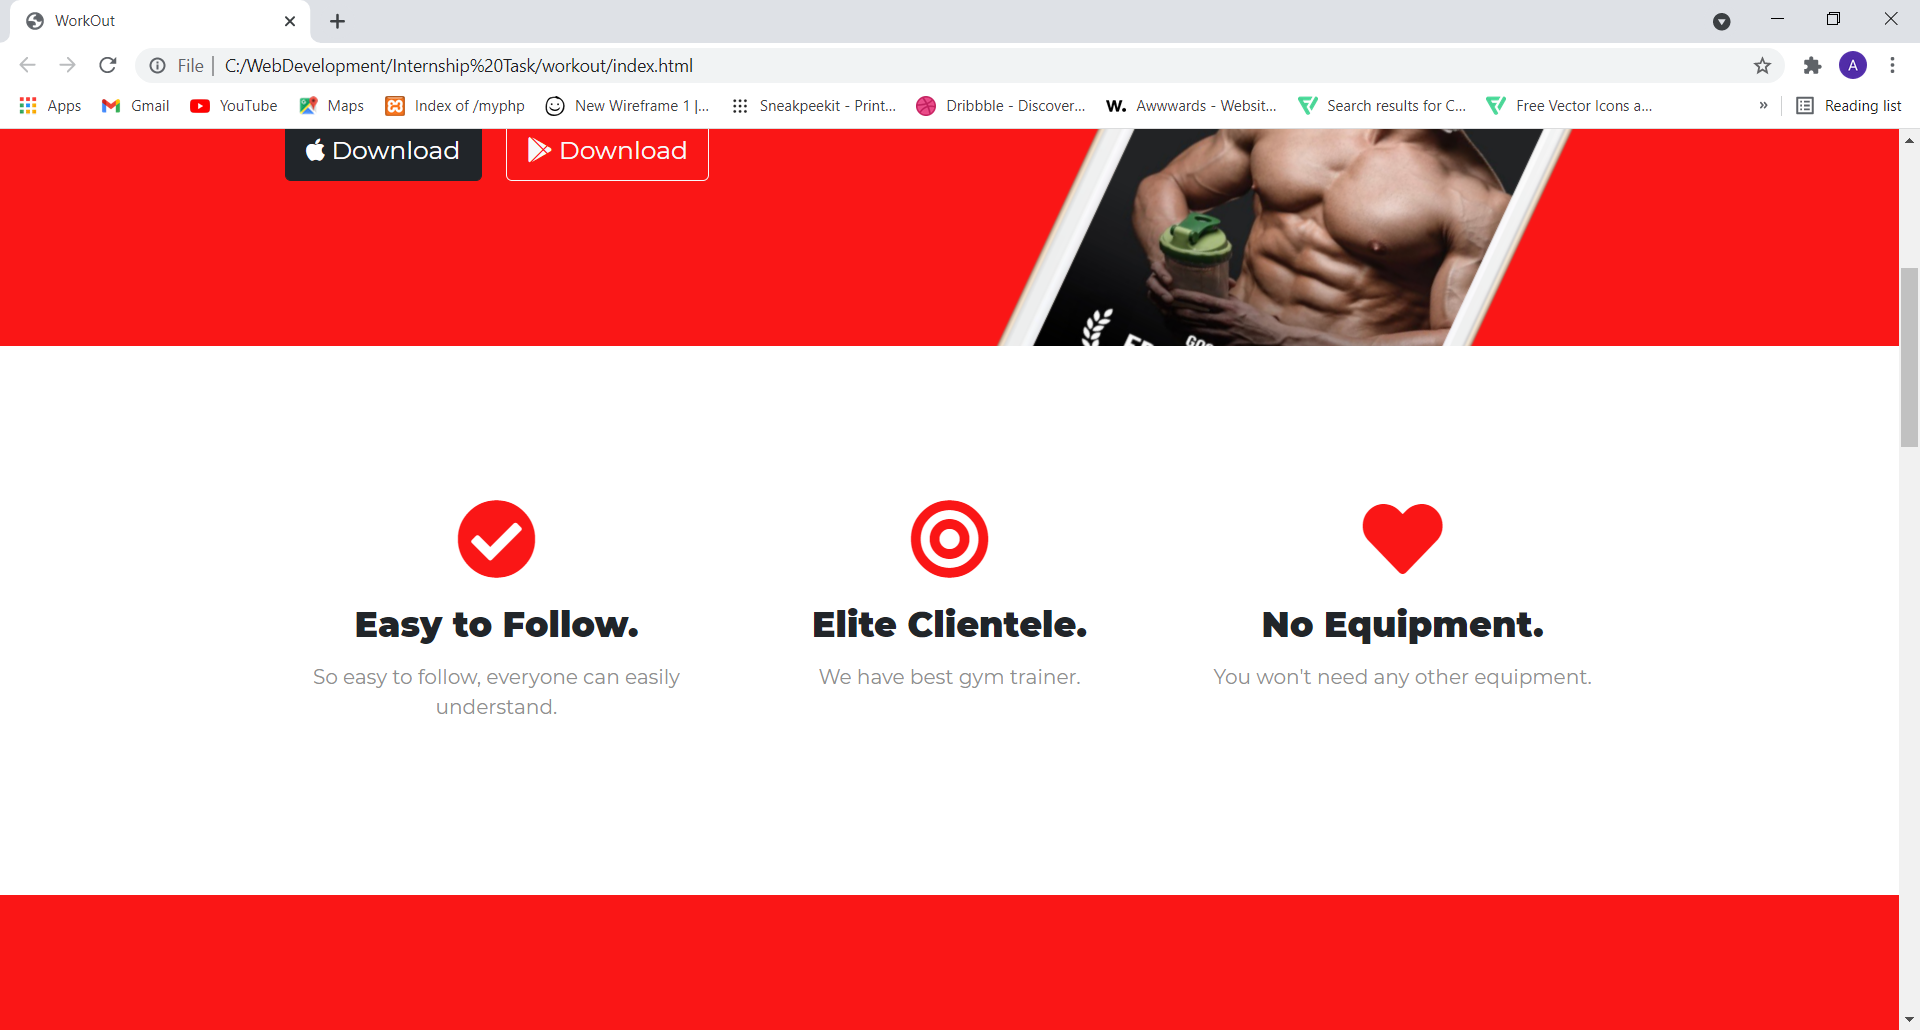 WorkOut
File | C:/WebDevelopment/Internship%20Task/workout/index.html
A
Apps Gmail YouTube Maps Index of /myphp New Wireframe 1 |... Sneakpeekit - Print... Dribbble - Discover... W. Awwwards - Websit... Search results for C... Free Vector Icons a... » Reading list
Download Download
Easy to Follow. Elite Clientele. No Equipment.
So easy to follow, everyone can easily We have best gym trainer. You won't need any other equipment.
understand.